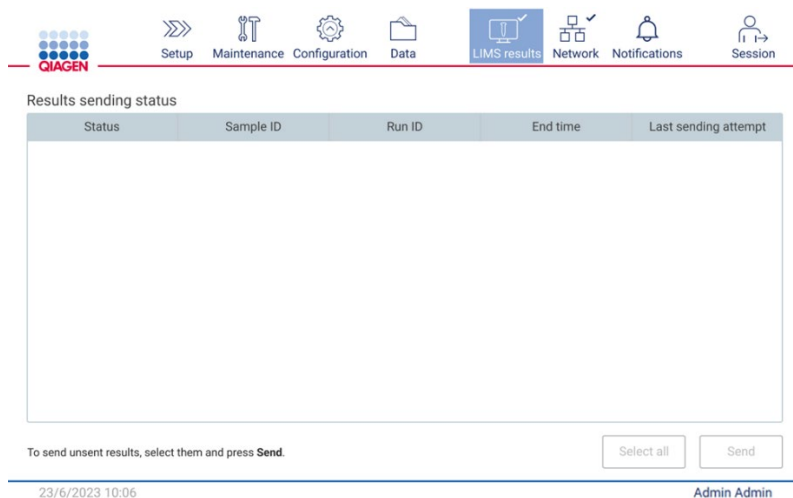 QIAGEN
Setup
Maintenance
Configuration
Data
LIMS results
Network
Notifications
Session
Results sending status
Status Sample ID Run ID End time Last sending attempt
To send unsent results, select them and press Send.
Select all
Send
23/6/2023 10:06
Admin Admin